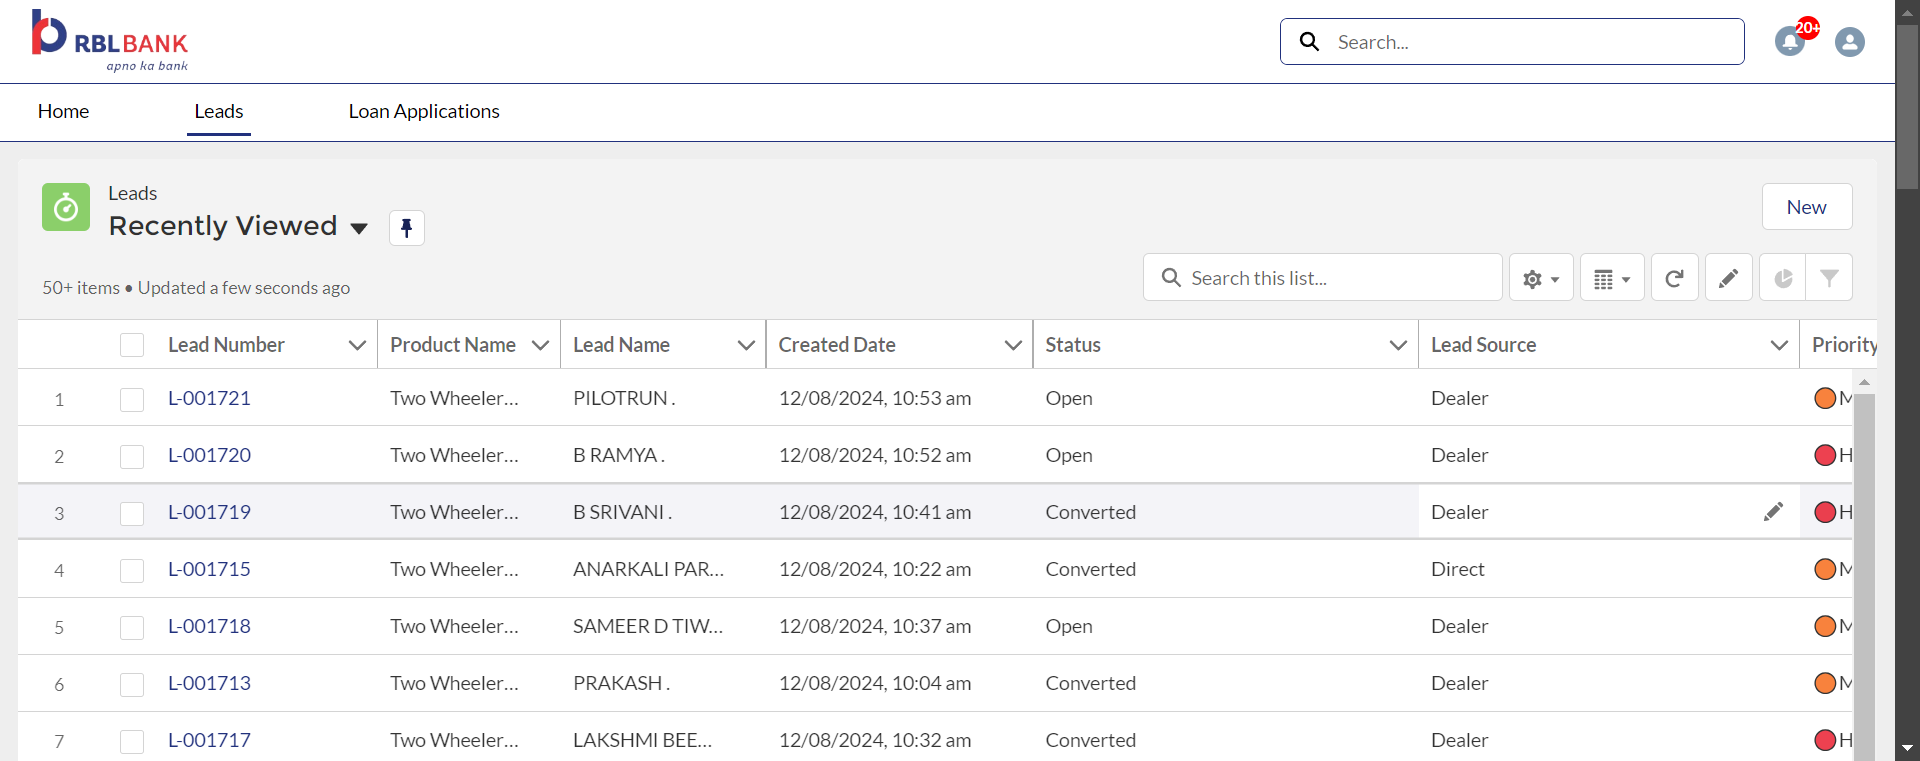 RBLBANK
apno ka bank
Search...
20+
Home Leads Loan Applications
Leads
Recently Viewed
New
50+ items • Updated a few seconds ago
Search this list...
Lead Number Product Name Lead Name Created Date Status Lead Source Priority
1 L-001721 Two Wheeler... PILOTRUN . 12/08/2024, 10:53 am Open Dealer M
2 L-001720 Two Wheeler... B RAMYA . 12/08/2024, 10:52 am Open Dealer H
3 L-001719 Two Wheeler... B SRIVANI . 12/08/2024, 10:41 am Converted Dealer H
4 L-001715 Two Wheeler... ANARKALI PAR... 12/08/2024, 10:22 am Converted Direct M
5 L-001718 Two Wheeler... SAMEER D TIW... 12/08/2024, 10:37 am Open Dealer M
6 L-001713 Two Wheeler... PRAKASH . 12/08/2024, 10:04 am Converted Dealer M
7 L-001717 Two Wheeler... LAKSHMI BEE... 12/08/2024, 10:32 am Converted Dealer H